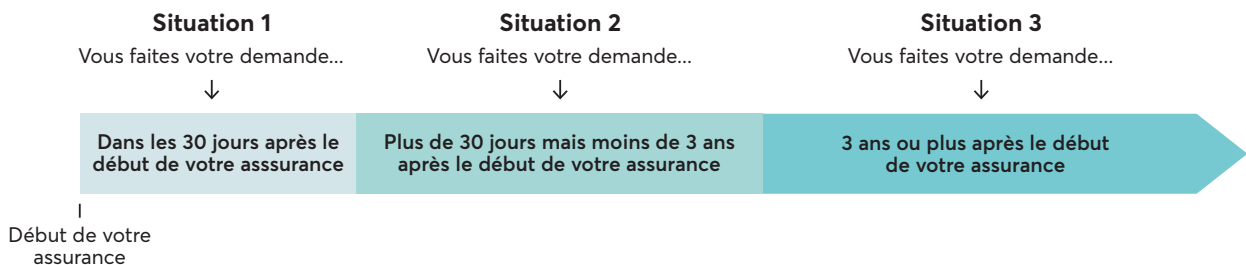 Situation 1
Vous faites votre demande...
Situation 2
Vous faites votre demande...
Situation 3
Vous faites votre demande...
Dans les 30 jours après le
début de votre asssurance
Plus de 30 jours mais moins de 3 ans
après le début de votre assurance
3 ans ou plus après le début
de votre assurance
Début de votre
assurance